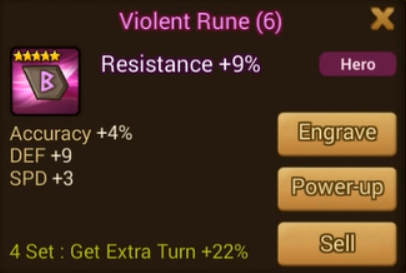 Violent Rune (6)
Resistance +9%
Hero
Accuracy +4%
DEF +9
SPD +3
Engrave
Power-up
Sell
4 Set : Get Extra Turn +22%